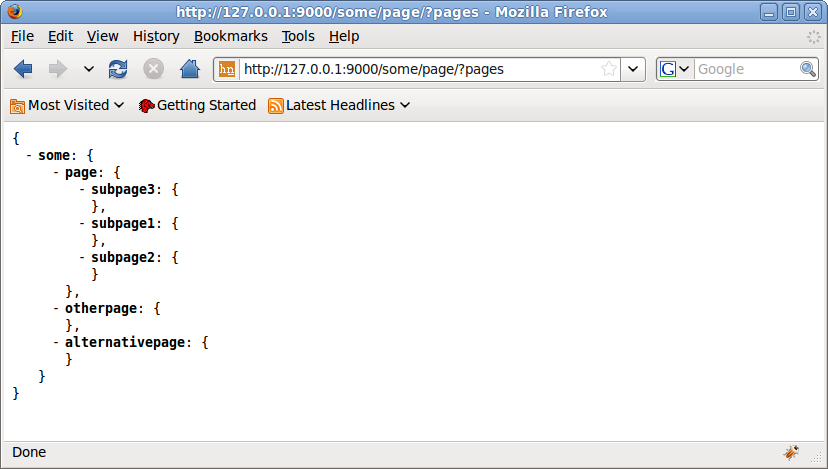 http://127.0.0.1:9000/some/page/?pages - Mozilla Firefox
File Edit View History Bookmarks Tools Help
hn http://127.0.0.1:9000/some/page/?pages G Google
Most Visited Getting Started Latest Headlines
{
- some: {
- page: {
- subpage3: {
},
- subpage1: {
},
- subpage2: {
}
},
- otherpage: {
},
- alternativepage: {
}
}
}
Done